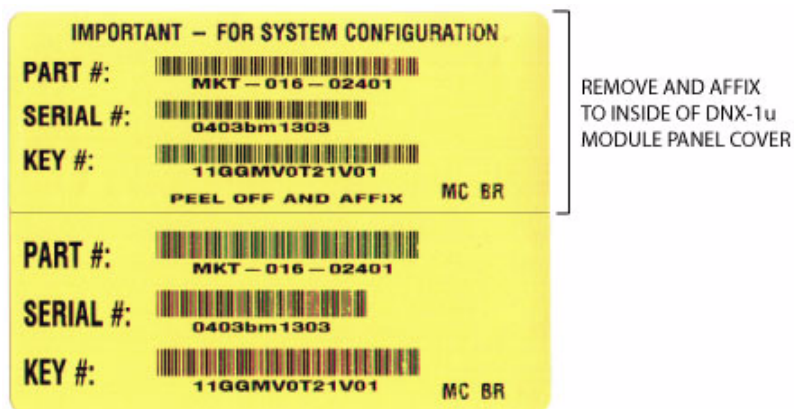 IMPORTANT – FOR SYSTEM CONFIGURATION
PART #:
MKT – 016 – 02401
SERIAL #:
0403bm1303
KEY #:
11GGMV0T21V01
PEEL OFF AND AFFIX
MC BR
REMOVE AND AFFIX
TO INSIDE OF DNX-1u
MODULE PANEL COVER
PART #:
MKT – 016 – 02401
SERIAL #:
0403bm1303
KEY #:
11GGMV0T21V01
MC BR